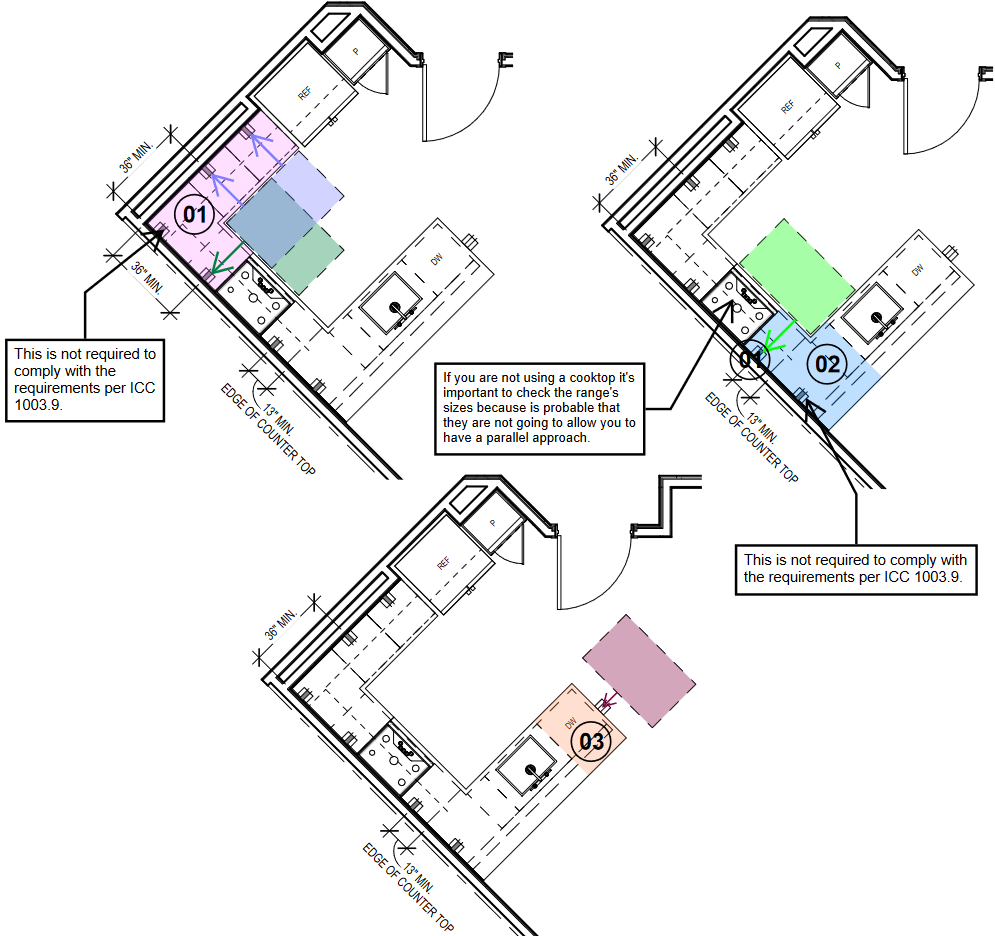 P
REF
36" MIN.
01
36" MIN.
DW
This is not required to
comply with the
requirements per ICC
1003.9.
13" MIN.
EDGE OF COUNTER TOP
P
REF
36" MIN.
DW
01
02
If you are not using a cooktop it's
important to check the range's
sizes because is probable that
they are not going to allow you to
have a parallel approach.
13" MIN.
EDGE OF COUNTER TOP
This is not required to comply with
the requirements per ICC 1003.9.
P
REF
36" MIN.
DW
03
13" MIN.
EDGE OF COUNTER TOP